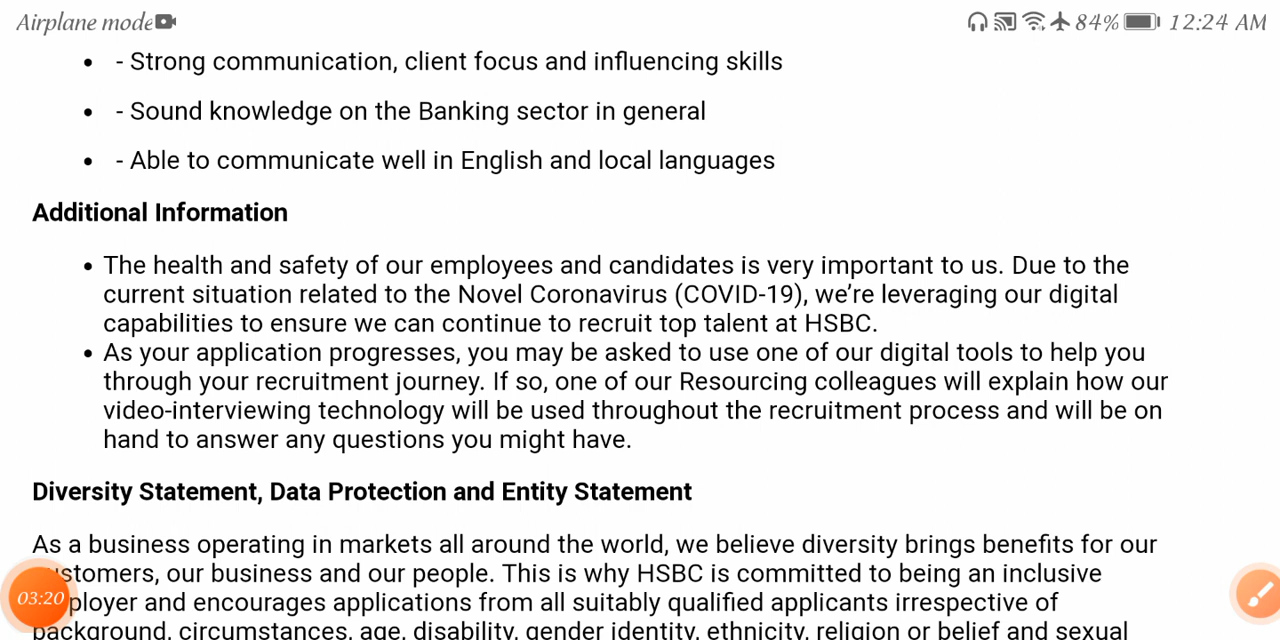 Airplane mode 84% 12:24 AM
- Strong communication, client focus and influencing skills
- Sound knowledge on the Banking sector in general
- Able to communicate well in English and local languages
Additional Information
The health and safety of our employees and candidates is very important to us. Due to the
current situation related to the Novel Coronavirus (COVID-19), we’re leveraging our digital
capabilities to ensure we can continue to recruit top talent at HSBC.
As your application progresses, you may be asked to use one of our digital tools to help you
through your recruitment journey. If so, one of our Resourcing colleagues will explain how our
video-interviewing technology will be used throughout the recruitment process and will be on
hand to answer any questions you might have.
Diversity Statement, Data Protection and Entity Statement
As a business operating in markets all around the world, we believe diversity brings benefits for our
stomers, our business and our people. This is why HSBC is committed to being an inclusive
03:20 ployer and encourages applications from all suitably qualified applicants irrespective of
background, circumstances, age, disability, gender identity, ethnicity, religion or belief and sexual